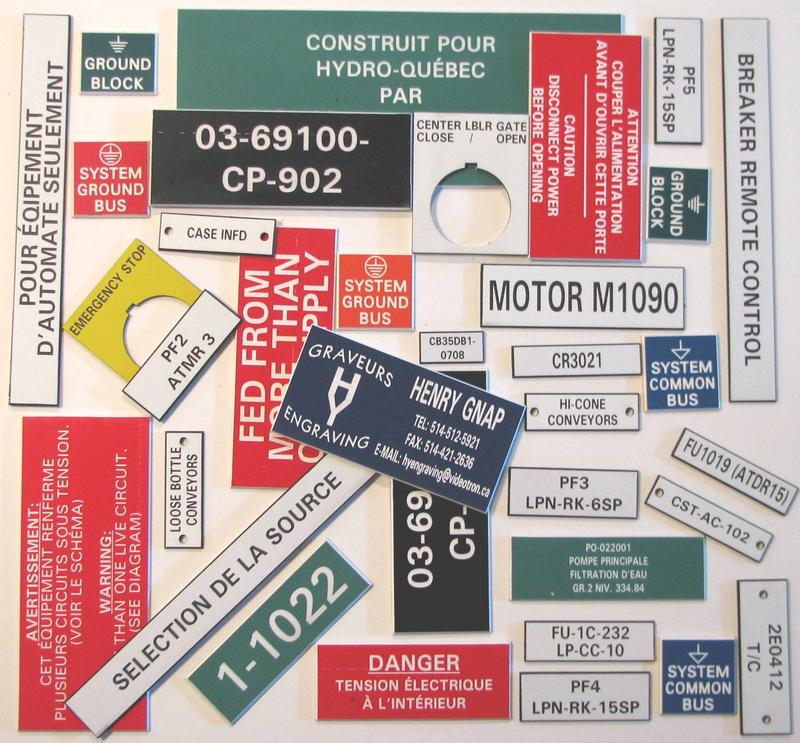 POUR ÉQIPEMENT
D'AUTOMATE SEULEMENT
GROUND
BLOCK
CONSTRUIT POUR
HYDRO-QUÉBEC
PAR
ATTENTION
COUPER L'ALIMENTATION
AVANT D'OUVRIR CETTE PORTE
CAUTION
DISCONNECT POWER
BEFORE OPENING
PF5
LPN-RK-15SP
BREAKER REMOTE CONTROL
03-69100-
CP-902
CENTER LBLR GATE
CLOSE / OPEN
SYSTEM
GROUND
BUS
GROUND
BLOCK
CASE INFD
EMERGENCY STOP
PF2
ATMR 3
FED FROM
MORE THAN
SYSTEM
GROUND
BUS
MOTOR M1090
CB35DB1-
0708
CR3021
SYSTEM
COMMON
BUS
HI-CONE
CONVEYORS
GRAVEURS
ENGRAVING
HENRY GNAP
TEL: 514-512-5921
FAX: 514-421-2636
E-MAIL: hyengraving@videotron.ca
AVERTISSEMENT:
CET ÉQUIPEMENT RENFERME
PLUSIEURS CIRCUITS SOUS TENSION.
(VOIR LE SCHÉMA)
WARNING:
THAN ONE LIVE CIRCUIT.
(SEE DIAGRAM)
LOOSE BOTTLE
CONVEYORS
SELECTION DE LA SOURCE
03-69
CP-
PF3
LPN-RK-6SP
FU1019 (ATDR15)
CST-AC-102
PO-022001
POMPE PRINCIPALE
FILTRATION D'EAU
GR.2 NIV. 334.84
1-1022
DANGER
TENSION ÉLECTRIQUE
À L'INTÉRIEUR
FU-1C-232
LP-CC-10
PF4
LPN-RK-15SP
SYSTEM
COMMON
BUS
2E0412
T/C